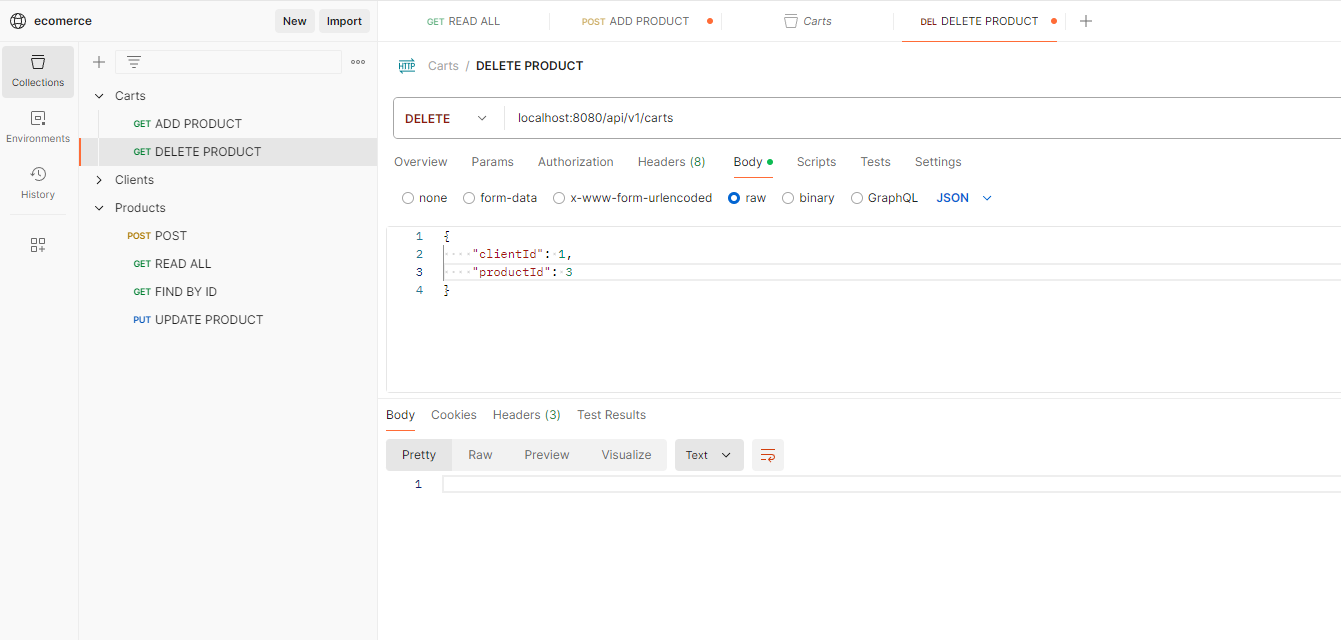 ecomerce
New
Import
GET READ ALL
POST ADD PRODUCT
Carts
DEL DELETE PRODUCT
Collections
Environments
History
Carts
GET ADD PRODUCT
GET DELETE PRODUCT
Clients
Products
POST POST
GET READ ALL
GET FIND BY ID
PUT UPDATE PRODUCT
HTTP
Carts / DELETE PRODUCT
DELETE
localhost:8080/api/v1/carts
Overview
Params
Authorization
Headers (8)
Body
Scripts
Tests
Settings
none
form-data
x-www-form-urlencoded
raw
binary
GraphQL
JSON
1 {
2 ····"clientId":·1,
3 ····"productId":·3
4 }
Body
Cookies
Headers (3)
Test Results
Pretty
Raw
Preview
Visualize
Text
1